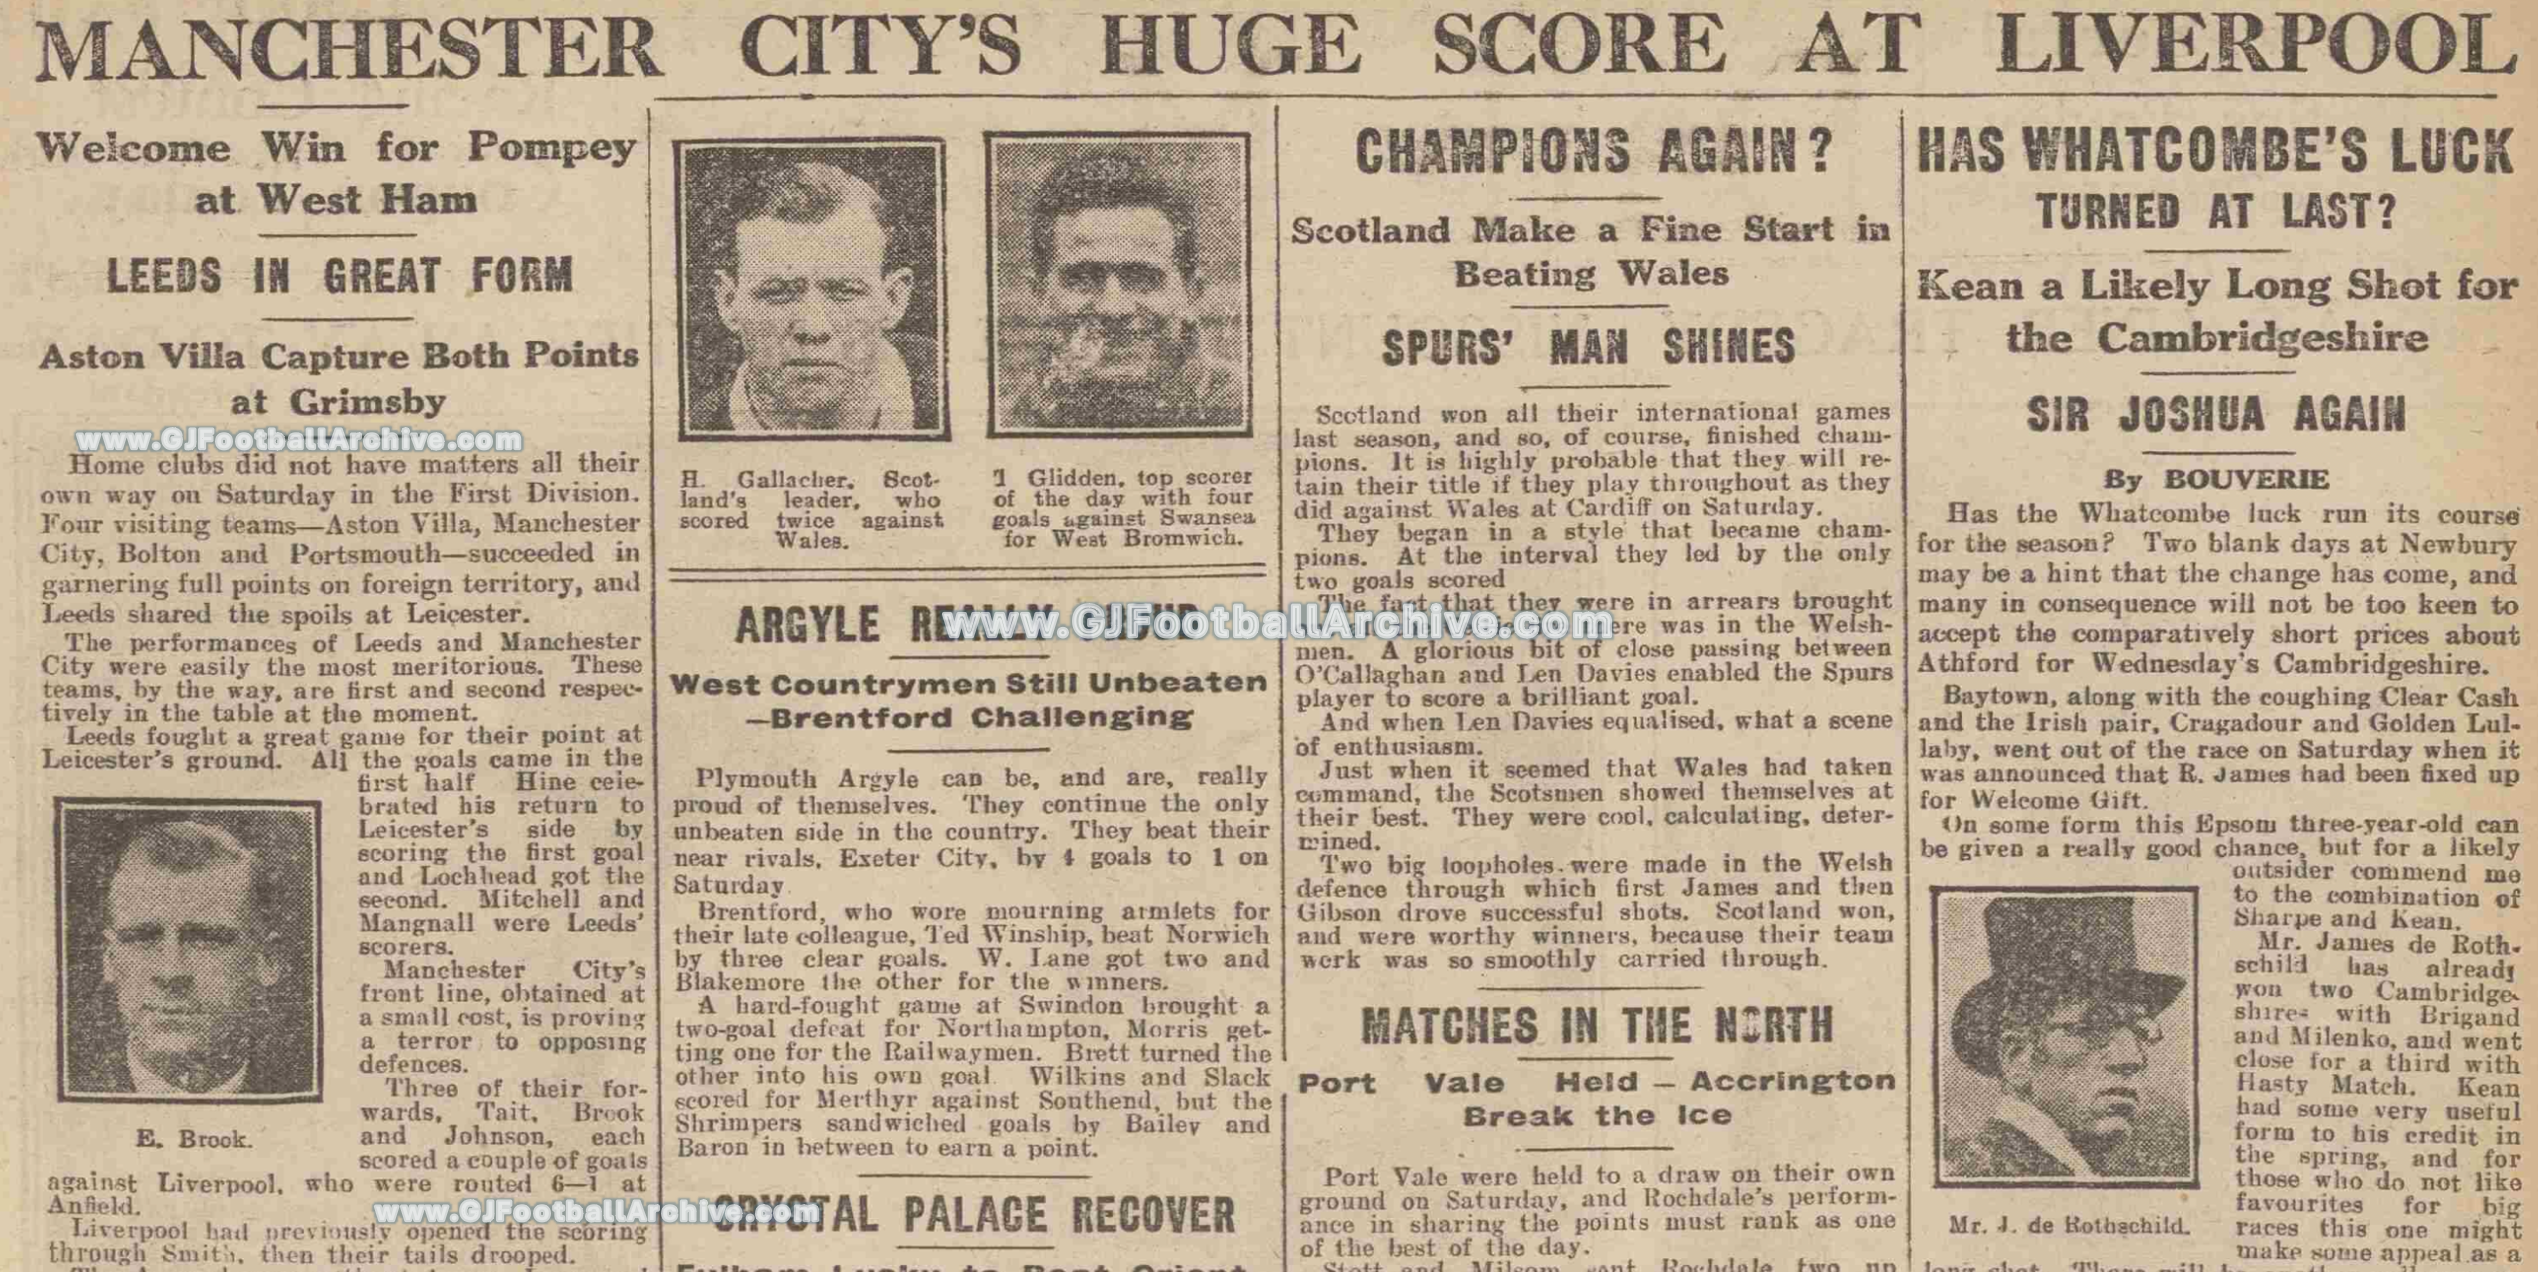 MANCHESTER CITY'S HUGE SCORE AT LIVERPOOL
Welcome Win for Pompey
at West Ham
LEEDS IN GREAT FORM
Aston Villa Capture Both Points
at Grimsby
www.GJFootballArchive.com
Home clubs did not have matters all their
own way on Saturday in the First Division.
Four visiting teams—Aston Villa, Manchester
City, Bolton and Portsmouth—succeeded in
garnering full points on foreign territory, and
Leeds shared the spoils at Leicester.
The performances of Leeds and Manchester
City were easily the most meritorious. These
teams, by the way, are first and second respec-
tively in the table at the moment.
Leeds fought a great game for their point at
Leicester's ground. All the goals came in the
first half Hine cele-
brated his return to
Leicester's side by
scoring the first goal
and Lochhead got the
second. Mitchell and
Mangnall were Leeds'
scorers.
Manchester City's
front line, obtained at
a small cost, is proving
a terror to opposing
defences.
Three of their for-
wards, Tait, Brook
and Johnson, each
scored a couple of goals
E. Brook.
against Liverpool, who were routed 6—1 at
Anfield.
www.GJFootballArchive.com
Liverpool had previously opened the scoring
through Smith, then their tails drooped.
H. Gallacher, Scot-
land's leader, who
scored twice against
Wales.
T Glidden, top scorer
of the day with four
goals against Swansea
for West Bromwich.
ARGYLE REALLY
www.GJFootballArchive.com
West Countrymen Still Unbeaten
—Brentford Challenging
Plymouth Argyle can be, and are, really
proud of themselves. They continue the only
unbeaten side in the country. They beat their
near rivals, Exeter City, by 4 goals to 1 on
Saturday.
Brentford, who wore mourning armlets for
their late colleague, Ted Winship, beat Norwich
by three clear goals. W. Lane got two and
Blakemore the other for the winners.
A hard-fought game at Swindon brought a
two-goal defeat for Northampton, Morris get-
ting one for the Railwaymen. Brett turned the
other into his own goal. Wilkins and Slack
scored for Merthyr against Southend, but the
Shrimpers sandwiched goals by Bailey and
Baron in between to earn a point.
CRYSTAL PALACE RECOVER
Fulham Lucky to Beat Orient
CHAMPIONS AGAIN?
Scotland Make a Fine Start in
Beating Wales
SPURS' MAN SHINES
Scotland won all their international games
last season, and so, of course, finished cham-
pions. It is highly probable that they will re-
tain their title if they play throughout as they
did against Wales at Cardiff on Saturday.
They began in a style that became cham-
pions. At the interval they led by the only
two goals scored
The fact that they were in arrears brought
ere was in the Welsh-
men. A glorious bit of close passing between
O'Callaghan and Len Davies enabled the Spurs
player to score a brilliant goal.
And when Len Davies equalised, what a scene
of enthusiasm.
Just when it seemed that Wales had taken
command, the Scotsmen showed themselves at
their best. They were cool, calculating, deter-
mined.
Two big loopholes were made in the Welsh
defence through which first James and then
Gibson drove successful shots. Scotland won,
and were worthy winners, because their team
work was so smoothly carried through.
MATCHES IN THE NORTH
Port Vale Held — Accrington
Break the Ice
Port Vale were held to a draw on their own
ground on Saturday, and Rochdale's perform-
ance in sharing the points must rank as one
of the best of the day.
Stott and Milsom sent Rochdale two up
HAS WHATCOMBE'S LUCK
TURNED AT LAST?
Kean a Likely Long Shot for
the Cambridgeshire
SIR JOSHUA AGAIN
By BOUVERIE
Has the Whatcombe luck run its course
for the season? Two blank days at Newbury
may be a hint that the change has come, and
many in consequence will not be too keen to
accept the comparatively short prices about
Athford for Wednesday's Cambridgeshire.
Baytown, along with the coughing Clear Cash
and the Irish pair, Cragadour and Golden Lul-
laby, went out of the race on Saturday when it
was announced that R. James had been fixed up
for Welcome Gift.
On some form this Epsom three-year-old can
be given a really good chance, but for a likely
outsider commend me
to the combination of
Sharpe and Kean.
Mr. James de Roth-
schild has already
won two Cambridge-
shires with Brigand
and Milenko, and went
close for a third with
Hasty Match. Kean
had some very useful
form to his credit in
the spring, and for
those who do not like
favourites for big
races this one might
make some appeal as a
Mr. J. de Rothschild.
long shot.